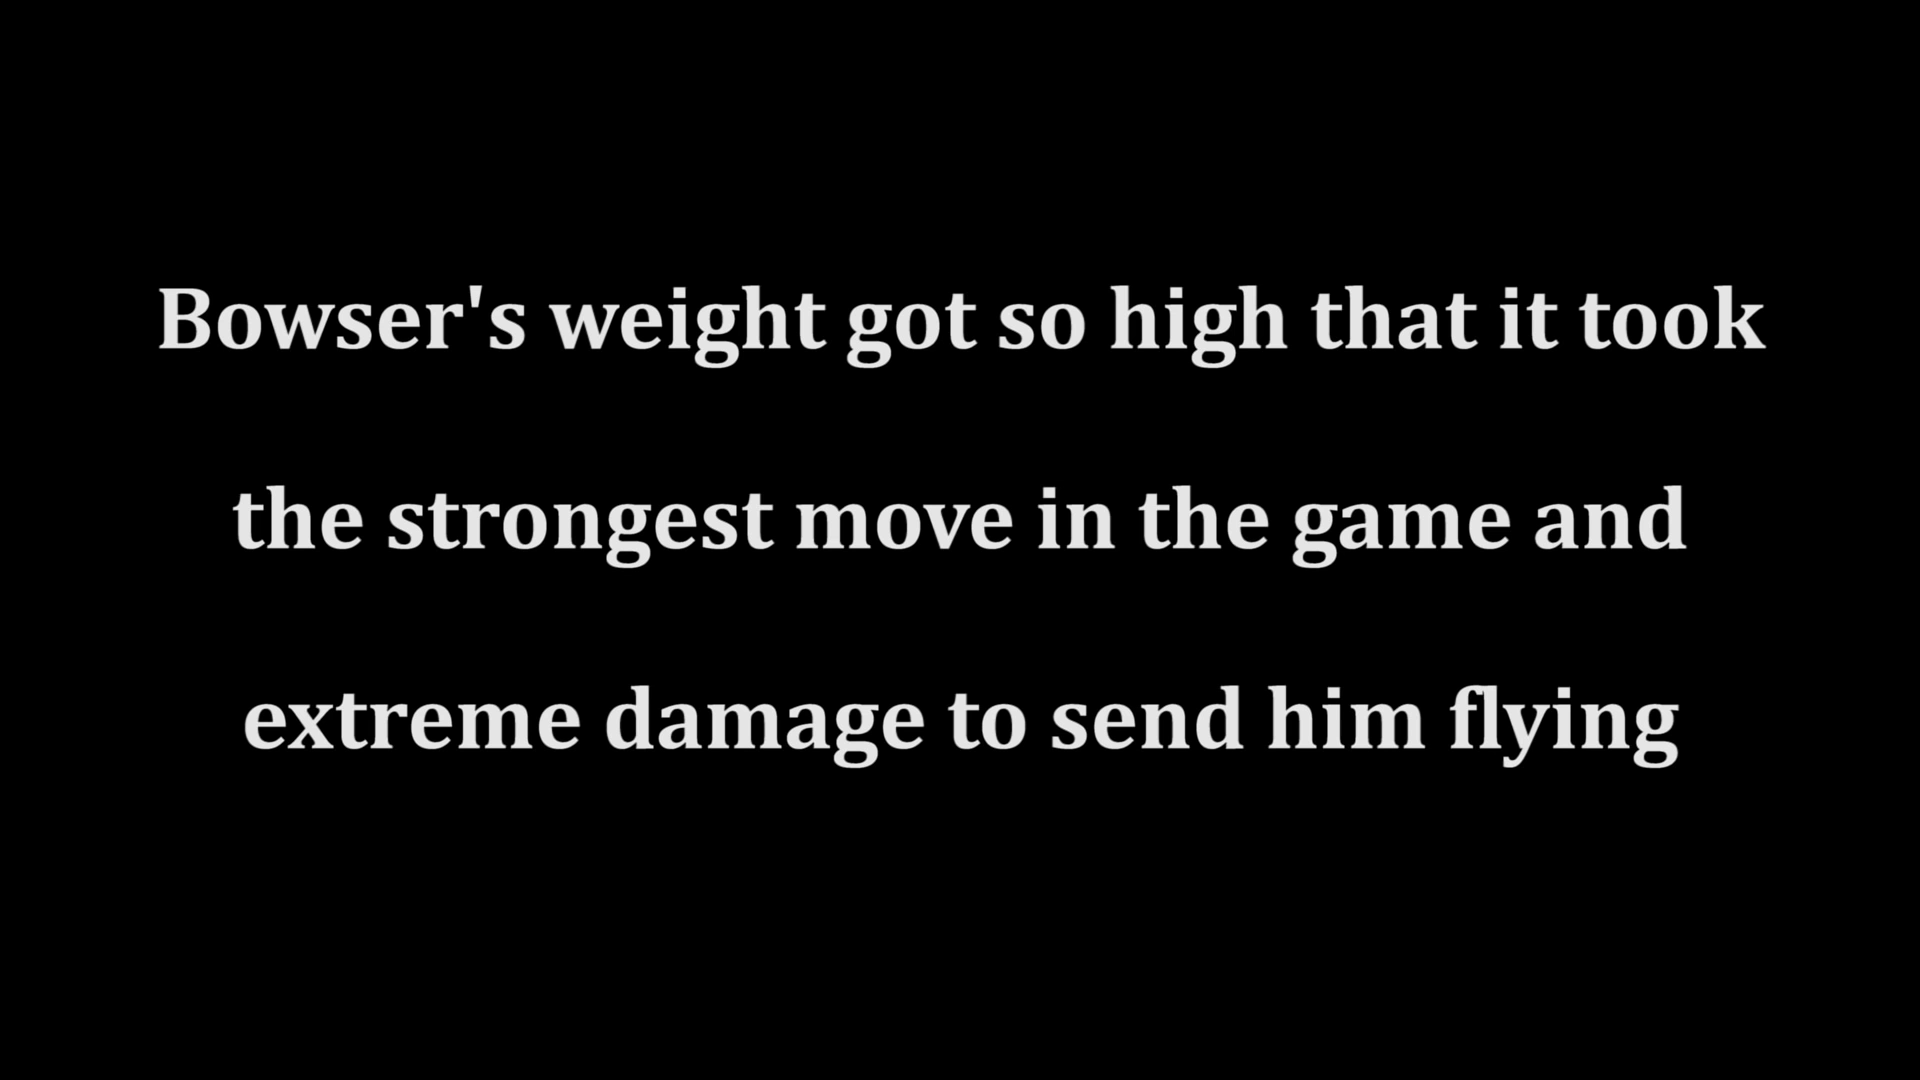 Bowser's weight got so high that it took
the strongest move in the game and
extreme damage to send him flying